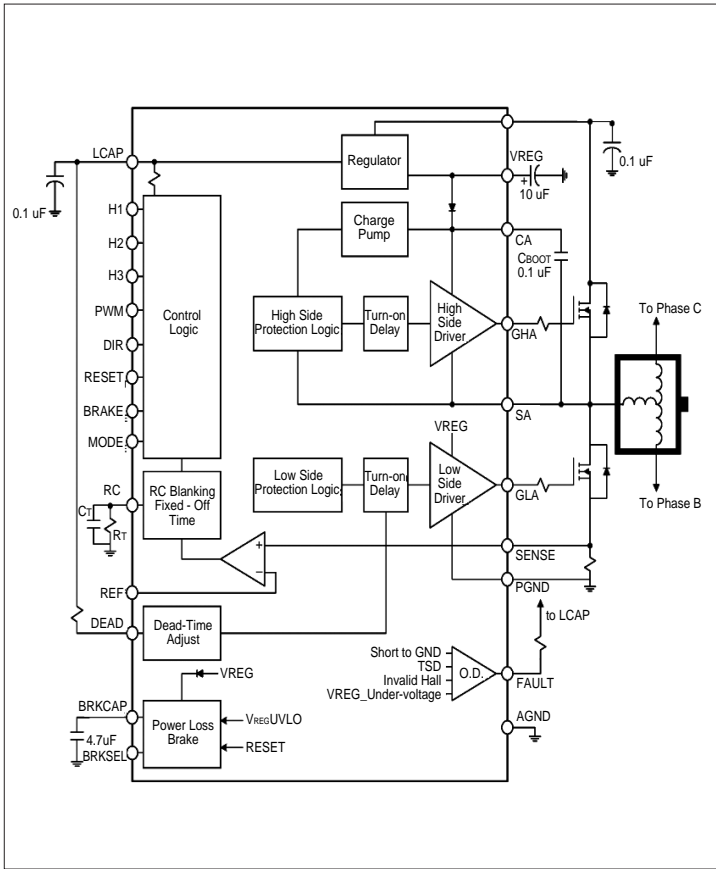 LCAP
0.1 uF
H1
H2
H3
PWM
DIR
RESET
BRAKE
MODE
Control
Logic
Regulator
VREG
+
10 uF
0.1 uF
Charge
Pump
CA
CBOOT
0.1 uF
High Side
Protection Logic
Turn-on
Delay
High
Side
Driver
GHA
To Phase C
SA
VREG
Low Side
Protection Logic
Turn-on
Delay
Low
Side
Driver
GLA
To Phase B
RC
CT
RT
RC Blanking
Fixed - Off
Time
+
–
SENSE
PGND
REF
DEAD
Dead-Time
Adjust
to LCAP
Short to GND
TSD
Invalid Hall
VREG_Under-voltage
O.D.
FAULT
VREG
BRKCAP
4.7uF
BRKSEL
Power Loss
Brake
VREGUVLO
RESET
AGND